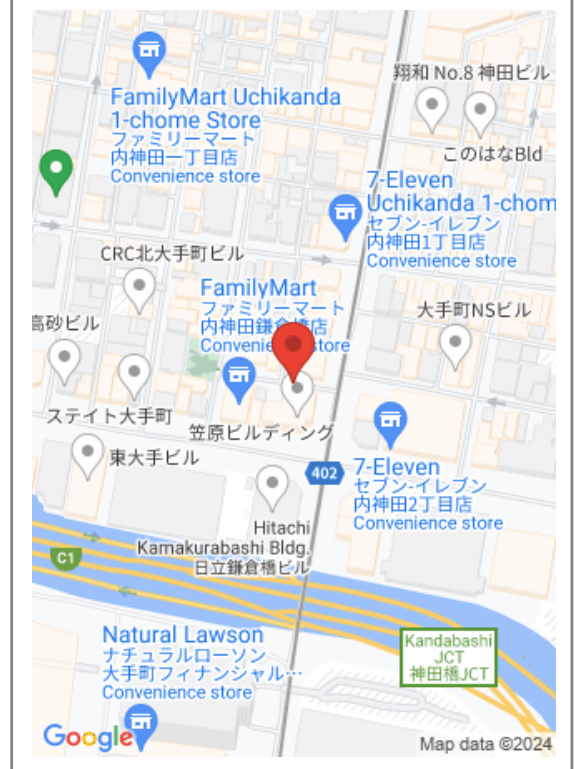 翔和 No.8 神田ビル
FamilyMart Uchikanda
1-chome Store
ファミリーマート
内神田一丁目店
Convenience store
このはなBld
7-Eleven
Uchikanda 1-chom
セブン-イレブン
内神田1丁目店
Convenience store
CRC北大手町ビル
FamilyMart
ファミリーマート
内神田鎌倉橋店
Convenience store
大手町NSビル
高砂ビル
ステイト大手町
笠原ビルディング
東大手ビル
402
7-Eleven
セブン-イレブン
内神田2丁目店
Convenience store
Hitachi
Kamakurabashi Bldg.
日立鎌倉橋ビル
C1
Natural Lawson
ナチュラルローソン
大手町フィナンシャル…
Convenience store
Kandabashi
JCT
神田橋JCT
Google
Map data ©2024